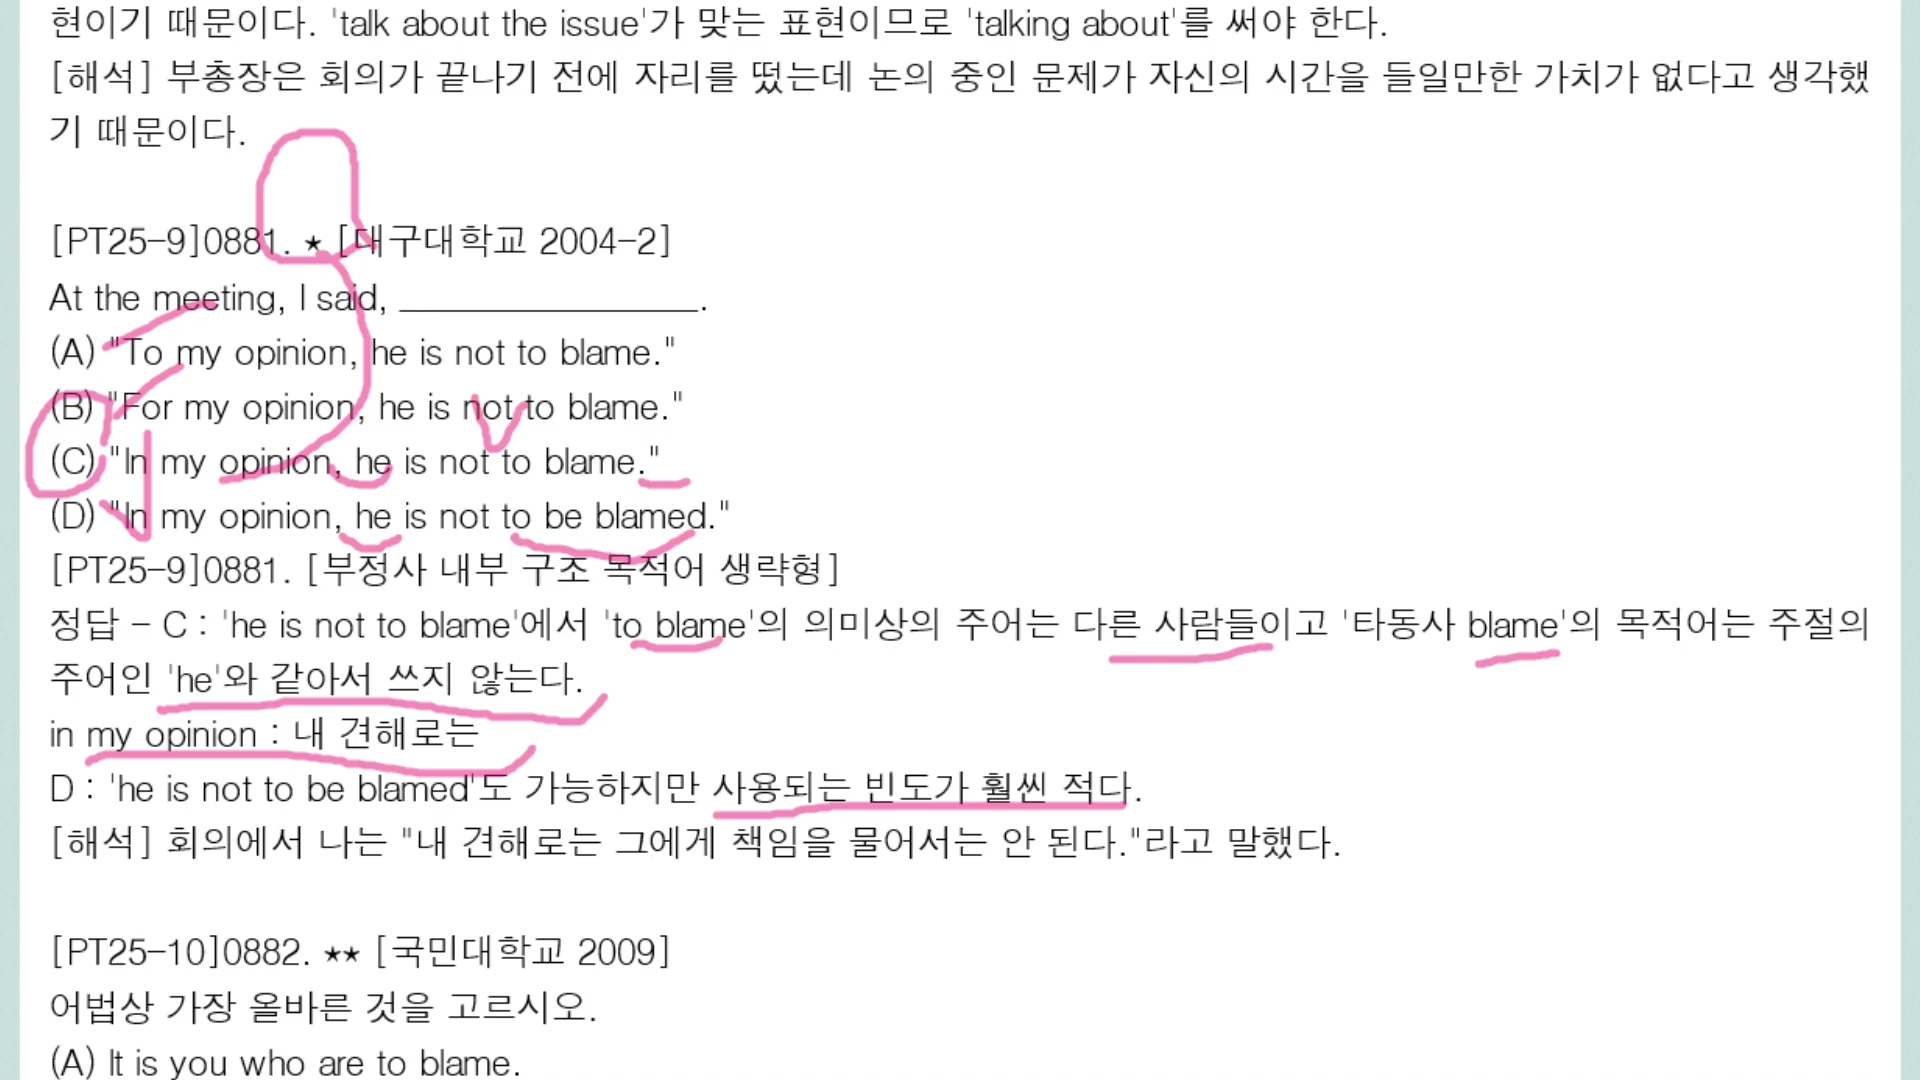 현이기 때문이다. 'talk about the issue'가 맞는 표현이므로 'talking about'를 써야 한다.
[해석] 부총장은 회의가 끝나기 전에 자리를 떴는데 논의 중인 문제가 자신의 시간을 들일만한 가치가 없다고 생각했
기 때문이다.
[PT25-9]0881. ★ [대구대학교 2004-2]
At the meeting, I said, ________________.
(A) "To my opinion, he is not to blame."
(B) "For my opinion, he is not to blame."
(C) "In my opinion, he is not to blame."
(D) "In my opinion, he is not to be blamed."
[PT25-9]0881. [부정사 내부 구조 목적어 생략형]
정답 - C : 'he is not to blame'에서 'to blame'의 의미상의 주어는 다른 사람들이고 '타동사 blame'의 목적어는 주절의
주어인 'he'와 같아서 쓰지 않는다.
in my opinion : 내 견해로는
D : 'he is not to be blamed'도 가능하지만 사용되는 빈도가 훨씬 적다.
[해석] 회의에서 나는 "내 견해로는 그에게 책임을 물어서는 안 된다."라고 말했다.
[PT25-10]0882. ★★ [국민대학교 2009]
어법상 가장 올바른 것을 고르시오.
(A) It is you who are to blame.